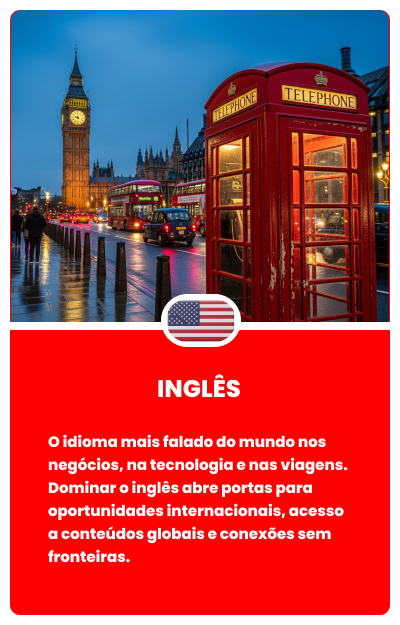 TELEPHONE
TELEPHONE
INGLÊS
O idioma mais falado do mundo nos
negócios, na tecnologia e nas viagens.
Dominar o inglês abre portas para
oportunidades internacionais, acesso
a conteúdos globais e conexões sem
fronteiras.